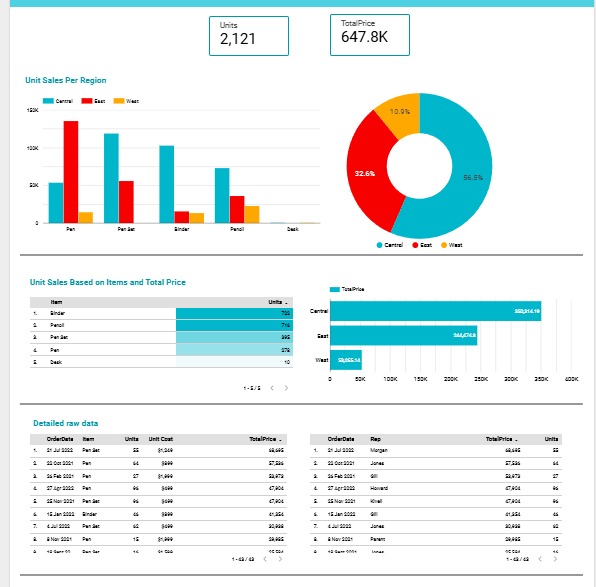 Units
2,121
TotalPrice
647.8K
Unit Sales Per Region
Central East West
150K
100K
50K
0
Pen Pen Set Binder Pencil Desk
10.9%
32.6%
56.5%
Central East West
Unit Sales Based on Items and Total Price
Item Units
1. Binder 722
2. Pencil 716
3. Pen Set 395
4. Pen 278
5. Desk 10
1 - 5 / 5
TotalPrice
Central
East
West
0 50K 100K 150K 200K 250K 300K 350K 400K
Detailed raw data
OrderDate Item Units Unit Cost TotalPrice
1. 21 Jul 2022 Pen Set 55 $1,249 68,695
2. 22 Oct 2021 Pen 64 $899 57,536
3. 26 Feb 2021 Pen 27 $1,999 53,973
4. 27 Apr 2022 Pen 96 $499 47,904
5. 25 Nov 2021 Pen Set 96 $499 47,904
6. 15 Jan 2022 Binder 46 $899 41,354
7. 4 Jul 2022 Pen Set 62 $499 30,938
8. 8 Nov 2021 Pen 15 $1,999 29,985
1 - 43 / 43
OrderDate Rep TotalPrice Units
1. 21 Jul 2022 Morgan 68,695 55
2. 22 Oct 2021 Jones 57,536 64
3. 26 Feb 2021 Gill 53,973 27
4. 27 Apr 2022 Howard 47,904 96
5. 25 Nov 2021 Kivell 47,904 96
6. 15 Jan 2022 Gill 41,354 46
7. 4 Jul 2022 Jones 30,938 62
8. 8 Nov 2021 Parent 29,985 15
1 - 43 / 43